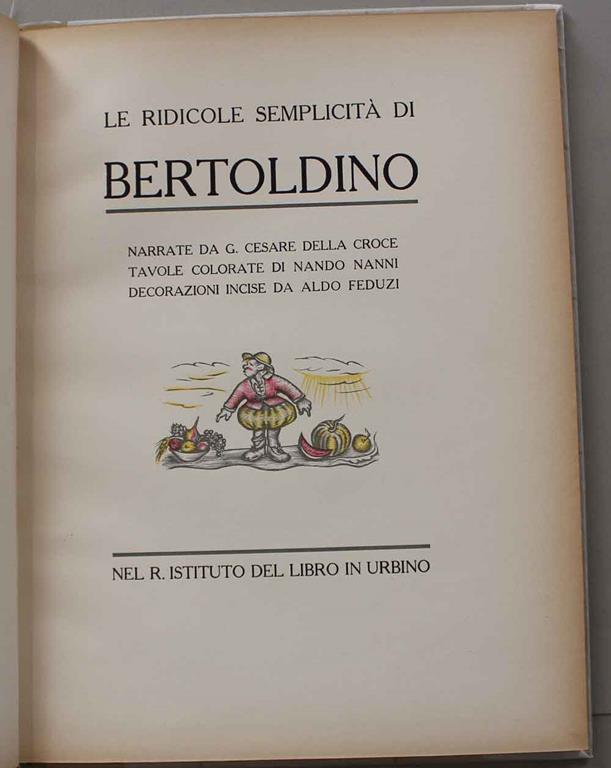 LE RIDICOLE SEMPLICITÀ DI
BERTOLDINO
NARRATE DA G. CESARE DELLA CROCE
TAVOLE COLORATE DI NANDO NANNI
DECORAZIONI INCISE DA ALDO FEDUZI
NEL R. ISTITUTO DEL LIBRO IN URBINO